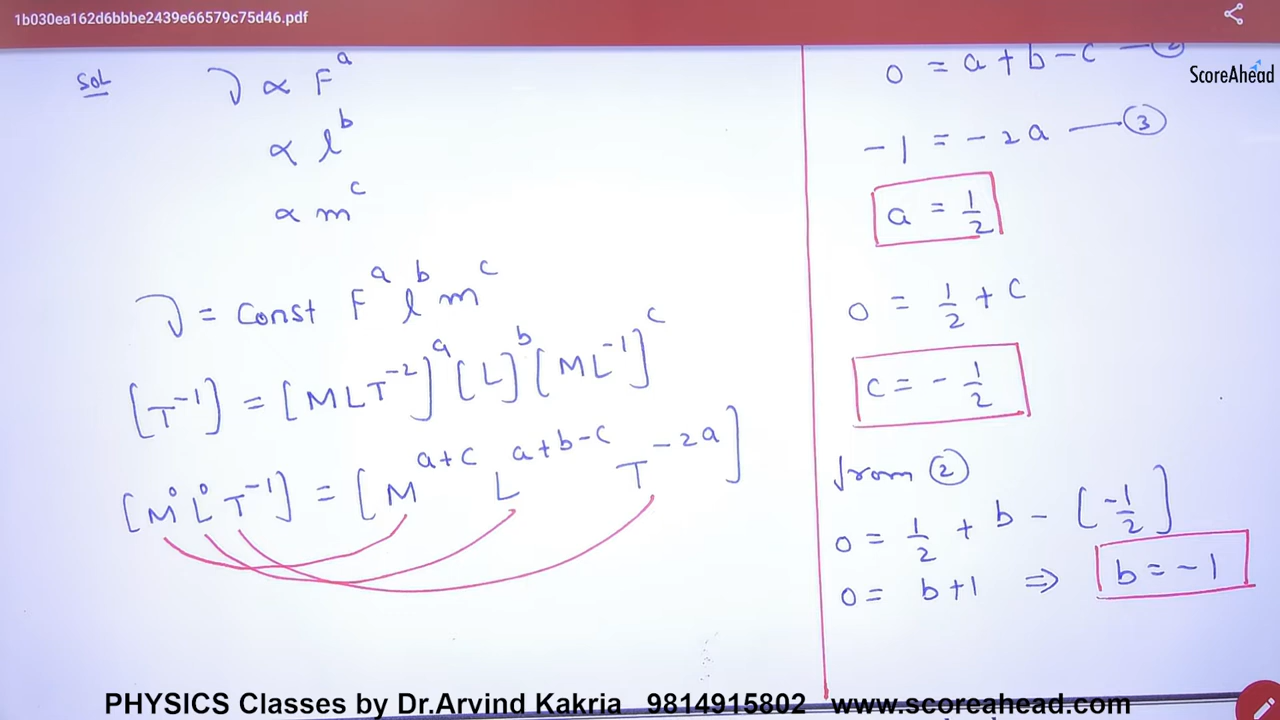 1b030ea162d6bbbe2439e66579c75d46.pdf
ScoreAhead
Sol
ν ∝ F^a
∝ l^b
∝ m^c
ν = Const F^a l^b m^c
[T^-1] = [MLT^-2]^a [L]^b [ML^-1]^c
[M^0 L^0 T^-1] = [M^a+c L^a+b-c T^-2a]
0 = a + b - c — ②
-1 = -2a — ③
a = 1/2
0 = 1/2 + c
c = -1/2
from ②
0 = 1/2 + b - [-1/2]
0 = b+1 ⇒ b = -1
PHYSICS Classes by Dr.Arvind Kakria 9814915802 www.scoreahead.com